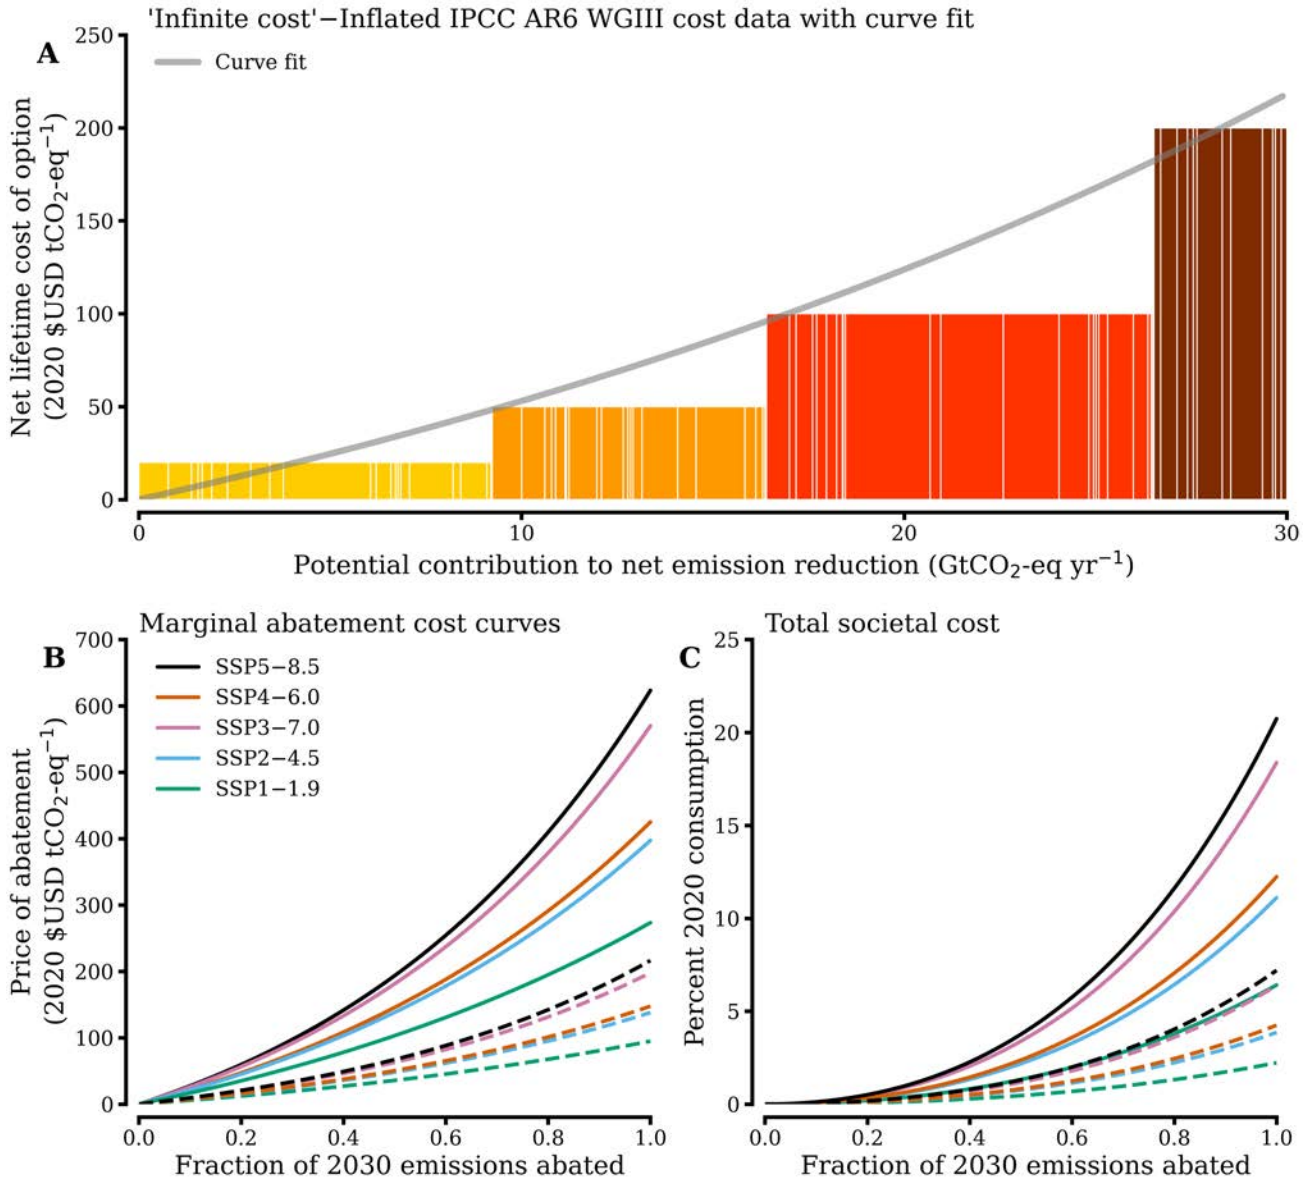 'Infinite cost'−Inflated IPCC AR6 WGIII cost data with curve fit
A
Curve fit
250
200
150
100
50
0
Net lifetime cost of option
(2020 $USD tCO₂-eq⁻¹)
0 10 20 30
Potential contribution to net emission reduction (GtCO₂-eq yr⁻¹)
Marginal abatement cost curves
B
SSP5−8.5
SSP4−6.0
SSP3−7.0
SSP2−4.5
SSP1−1.9
700
600
500
400
300
200
100
0
Price of abatement
(2020 $USD tCO₂-eq⁻¹)
0.0 0.2 0.4 0.6 0.8 1.0
Fraction of 2030 emissions abated
Total societal cost
C
25
20
15
10
5
0
Percent 2020 consumption
0.0 0.2 0.4 0.6 0.8 1.0
Fraction of 2030 emissions abated